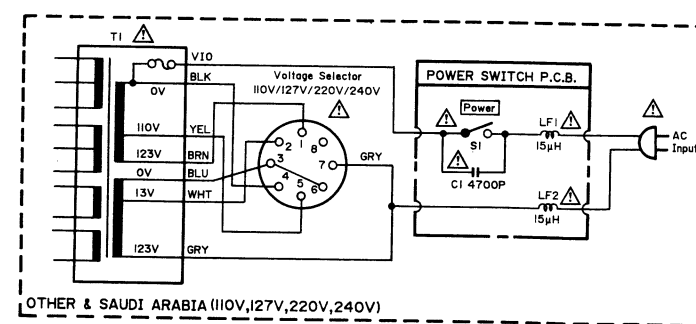 T1
VIO
BLK
0V
110V
YEL
123V
BRN
0V
BLU
13V
WHT
123V
GRY
Voltage Selector
110V/127V/220V/240V
1
2
8
3
7
4
5
6
GRY
POWER SWITCH P.C.B.
Power
S1
C1 4700P
LF1
15μH
LF2
15μH
AC
Input
OTHER & SAUDI ARABIA (110V,127V,220V,240V)